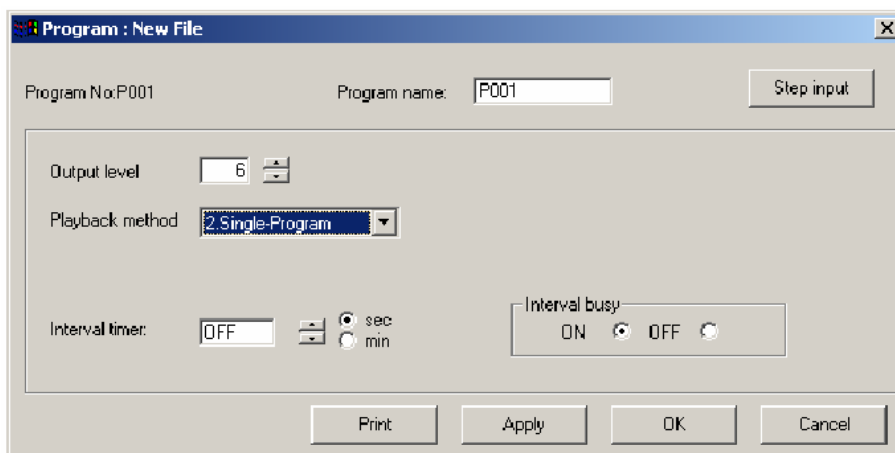 Program : New File
Program No:P001 Program name: P001 Step input
Output level 6
Playback method 2.Single-Program
Interval timer: OFF sec min
Interval busy
ON OFF
Print Apply OK Cancel